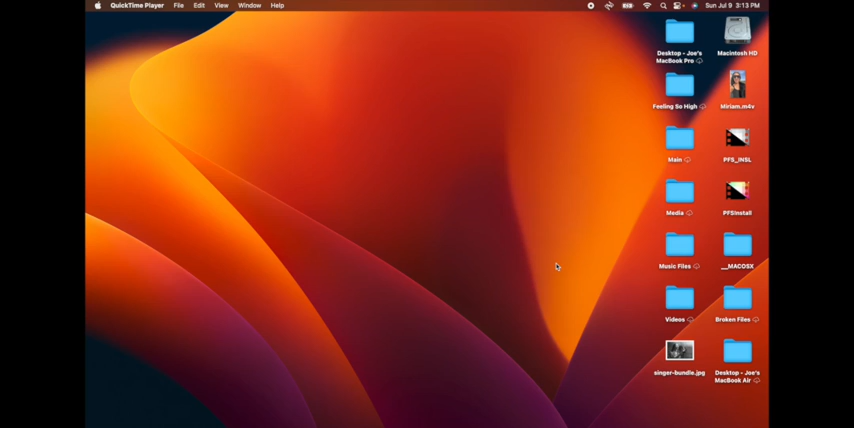 QuickTime Player File Edit View Window Help Sun Jul 9 3:13 PM
Desktop - Joe's
MacBook Pro
Macintosh HD
Feeling So High
Miriam.m4v
Main
PFS_INSL
Media
PFSInstall
Music Files
__MACOSX
Videos
Broken Files
singer-bundle.jpg
Desktop - Joe's
MacBook Air